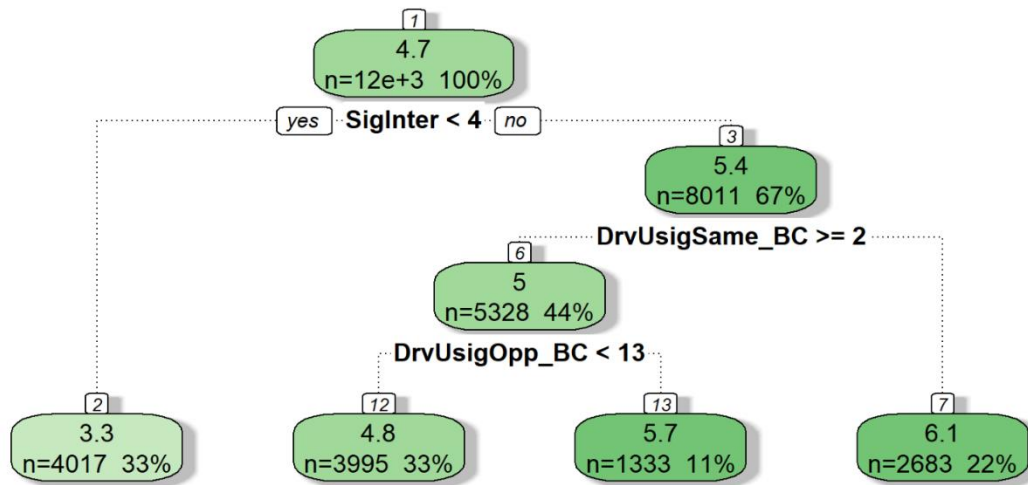 1
4.7
n=12e+3 100%
yes SigInter < 4 no
3
5.4
n=8011 67%
DrvUsigSame_BC >= 2
6
5
n=5328 44%
DrvUsigOpp_BC < 13
2
3.3
n=4017 33%
12
4.8
n=3995 33%
13
5.7
n=1333 11%
7
6.1
n=2683 22%